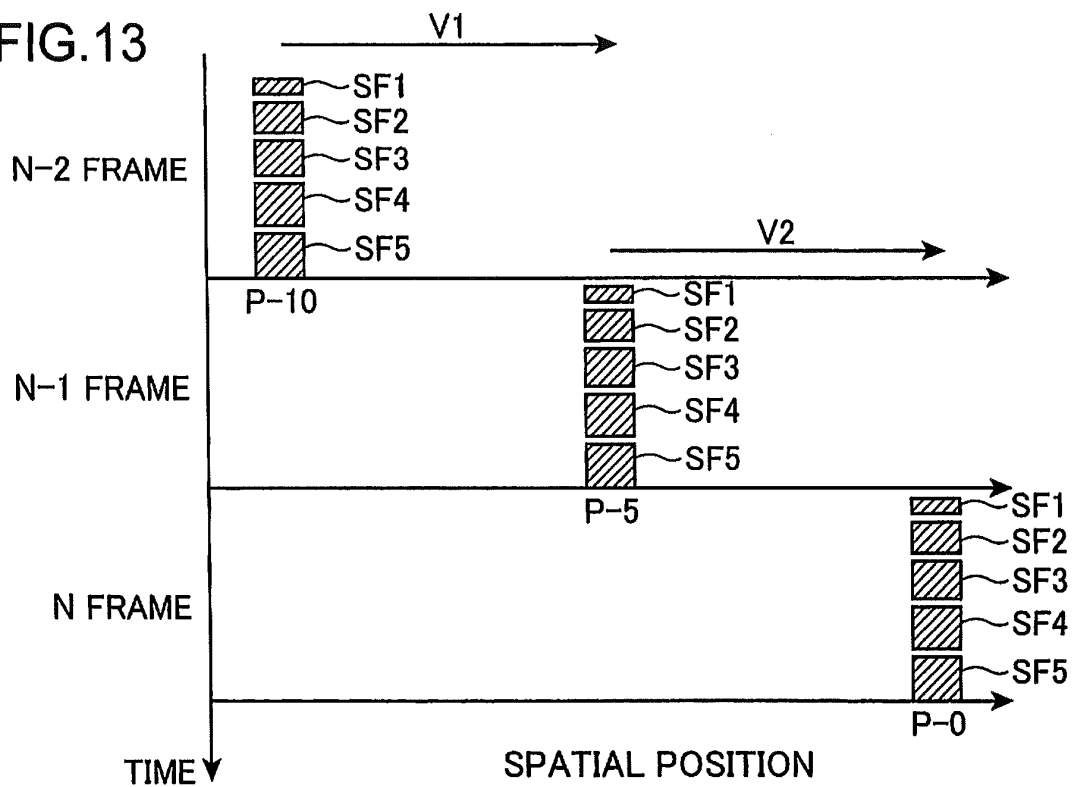 FIG.13
V1
SF1
SF2
N-2 FRAME
SF3
SF4
SF5
V2
P-10
SF1
SF2
N-1 FRAME
SF3
SF4
SF5
P-5
SF1
SF2
N FRAME
SF3
SF4
SF5
P-0
TIME
SPATIAL POSITION